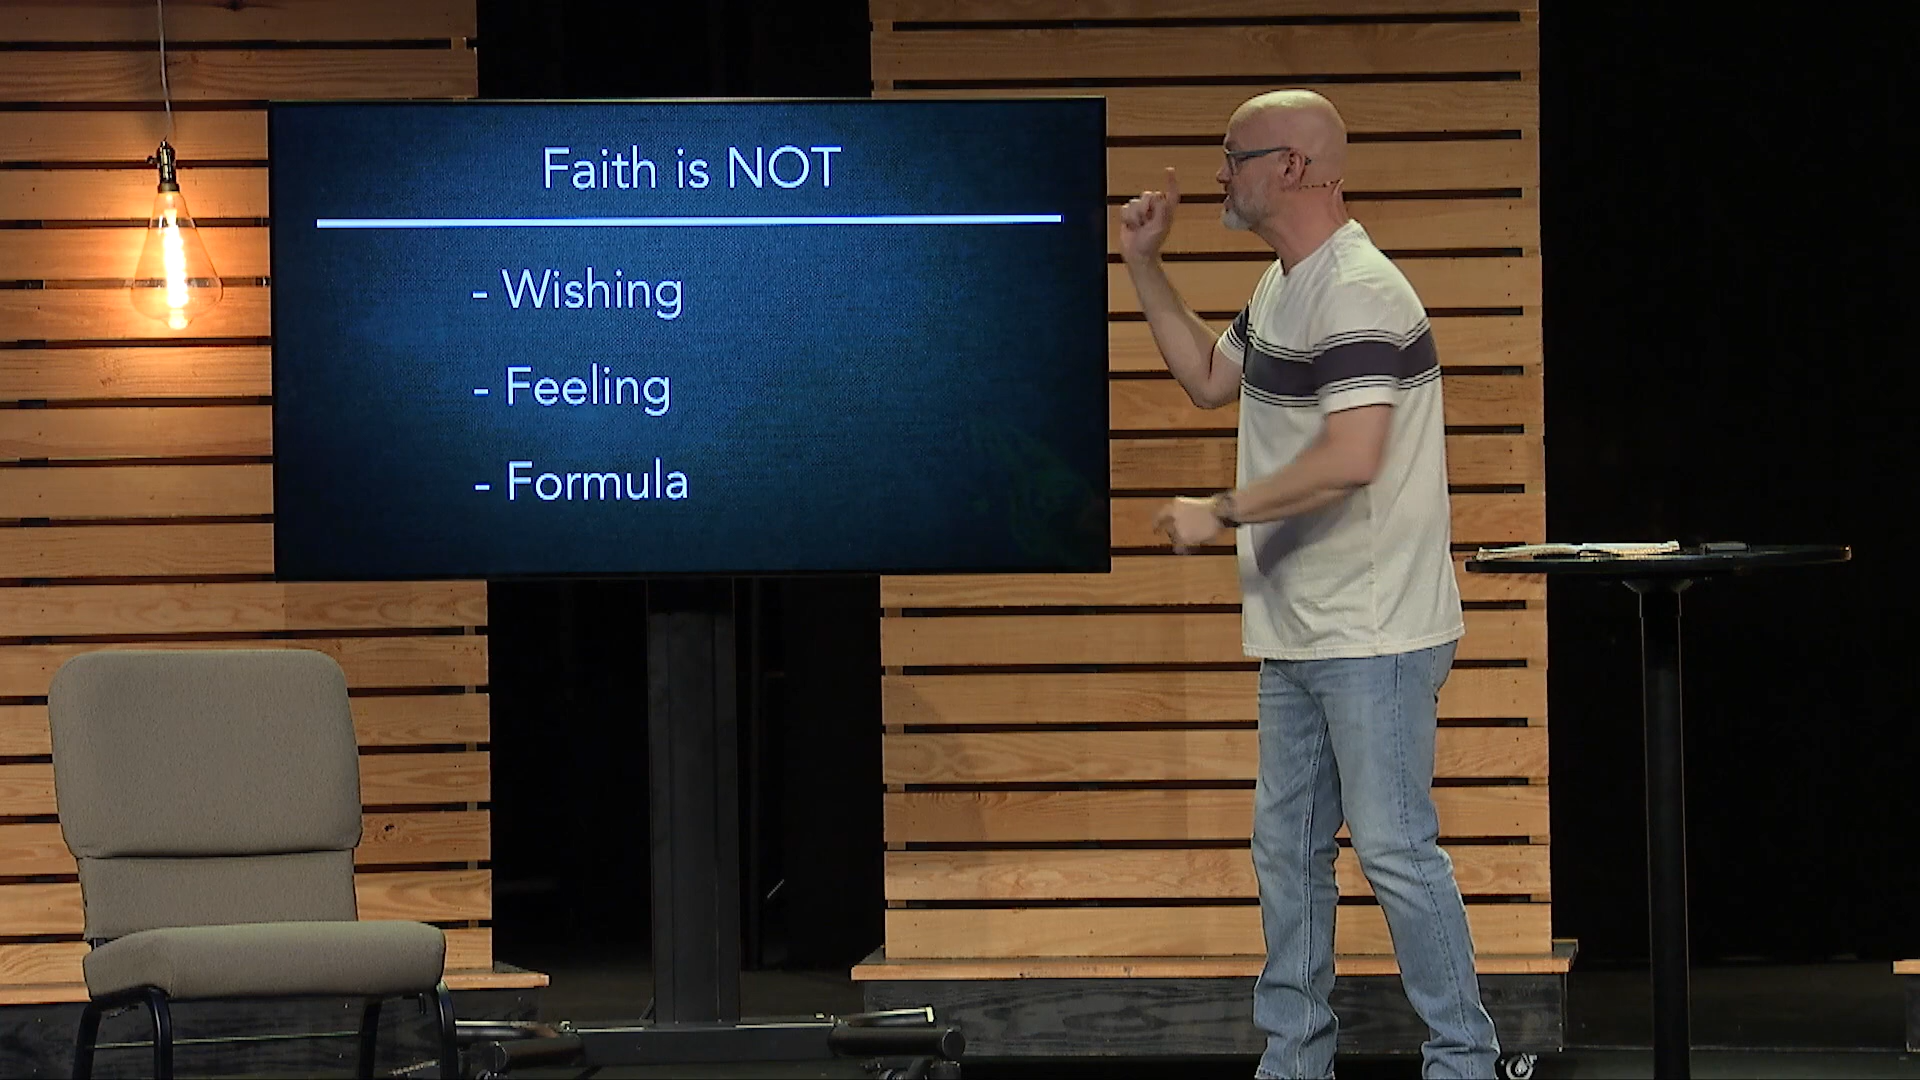 Faith is NOT
- Wishing
- Feeling
- Formula